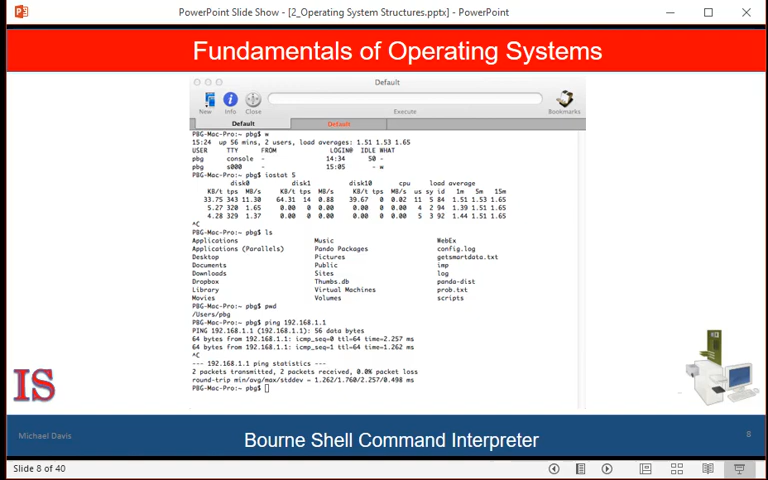 PowerPoint Slide Show - [2_Operating System Structures.pptx] - PowerPoint
Fundamentals of Operating Systems
Default
New Info Close Execute Bookmarks
Default Default
PBG-Mac-Pro:~ pbg$ w
15:24 up 56 mins, 2 users, load averages: 1.51 1.53 1.65
USER TTY FROM LOGIN@ IDLE WHAT
pbg console - 14:34 50 -
pbg s000 - 15:05 - w
PBG-Mac-Pro:~ pbg$ iostat 5
disk0 disk1 disk10 cpu load average
KB/t tps MB/s KB/t tps MB/s KB/t tps MB/s us sy id 1m 5m 15m
33.75 343 11.30 64.31 14 0.88 39.67 0 0.02 11 5 84 1.51 1.53 1.65
5.27 320 1.65 0.00 0 0.00 0.00 0 0.00 4 2 94 1.39 1.51 1.65
4.28 329 1.37 0.00 0 0.00 0.00 0 0.00 5 3 92 1.44 1.51 1.65
^C
PBG-Mac-Pro:~ pbg$ ls
Applications Music WebEx
Applications (Parallels) Pando Packages config.log
Desktop Pictures getsmartdata.txt
Documents Public imp
Downloads Sites log
Dropbox Thumbs.db panda-dist
Library Virtual Machines prob.txt
Movies Volumes scripts
PBG-Mac-Pro:~ pbg$ pwd
/Users/pbg
PBG-Mac-Pro:~ pbg$ ping 192.168.1.1
PING 192.168.1.1 (192.168.1.1): 56 data bytes
64 bytes from 192.168.1.1: icmp_seq=0 ttl=64 time=2.257 ms
64 bytes from 192.168.1.1: icmp_seq=1 ttl=64 time=1.262 ms
^C
--- 192.168.1.1 ping statistics ---
2 packets transmitted, 2 packets received, 0.0% packet loss
round-trip min/avg/max/stddev = 1.262/1.760/2.257/0.498 ms
PBG-Mac-Pro:~ pbg$
IS
Michael Davis
Bourne Shell Command Interpreter
8
Slide 8 of 40